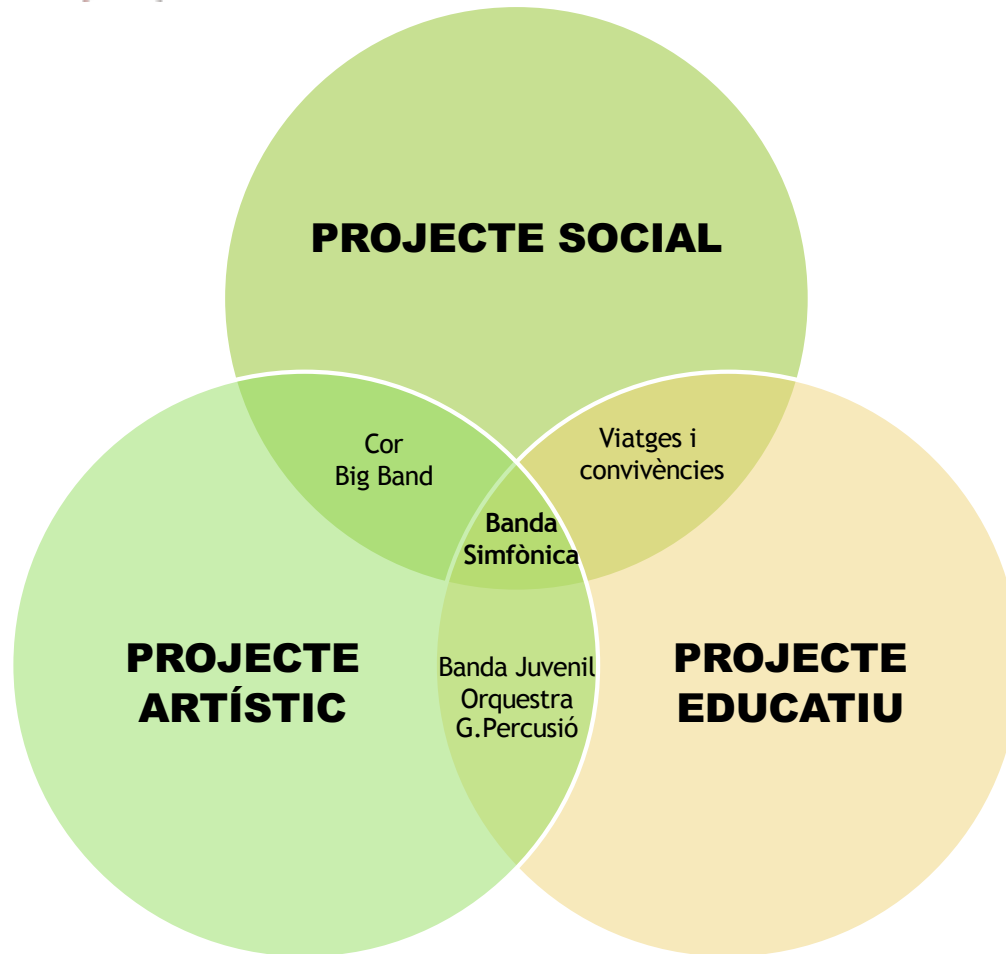 PROJECTE SOCIAL
Cor
Big Band
Viatges i
convivències
Banda
Simfònica
PROJECTE
ARTÍSTIC
Banda Juvenil
Orquestra
G.Percusió
PROJECTE
EDUCATIU